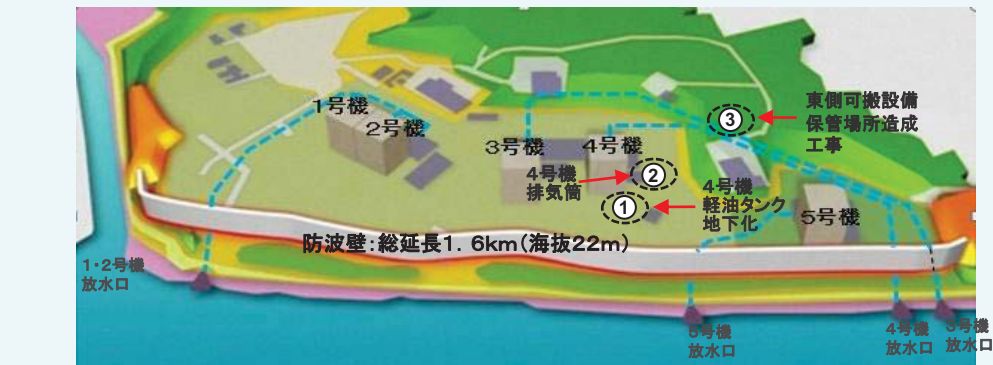 1号機
2号機
3号機
4号機
5号機
4号機
排気筒
②
①
4号機
軽油タンク
地下化
③
東側可搬設備
保管場所造成
工事
防波壁:総延長1.6km(海抜22m)
1・2号機
放水口
5号機
放水口
4号機
放水口
3号機
放水口